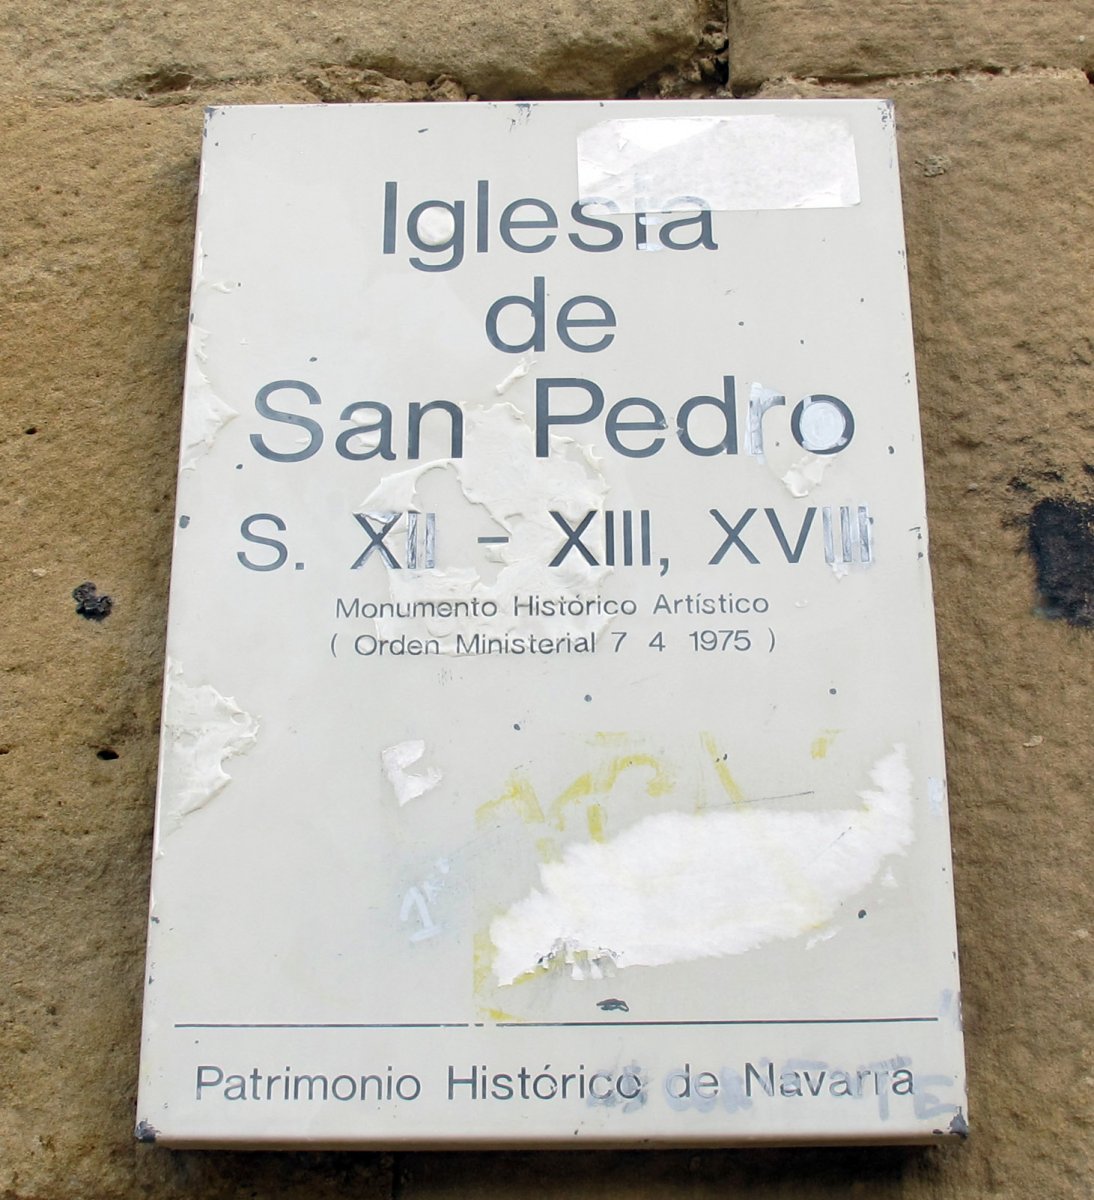 Iglesia
de
San Pedro
S. XII - XIII, XVIII
Monumento Histórico Artístico
( Orden Ministerial 7 4 1975 )
Patrimonio Histórico de Navarra